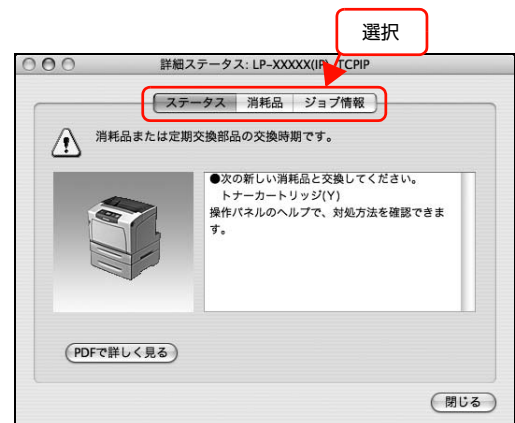 選択
詳細ステータス: LP-XXXXX(IP) TCPIP
ステータス 消耗品 ジョブ情報
消耗品または定期交換部品の交換時期です。
●次の新しい消耗品と交換してください。
トナーカートリッジ(Y)
操作パネルのヘルプで、対処方法を確認できま
す。
PDFで詳しく見る
閉じる